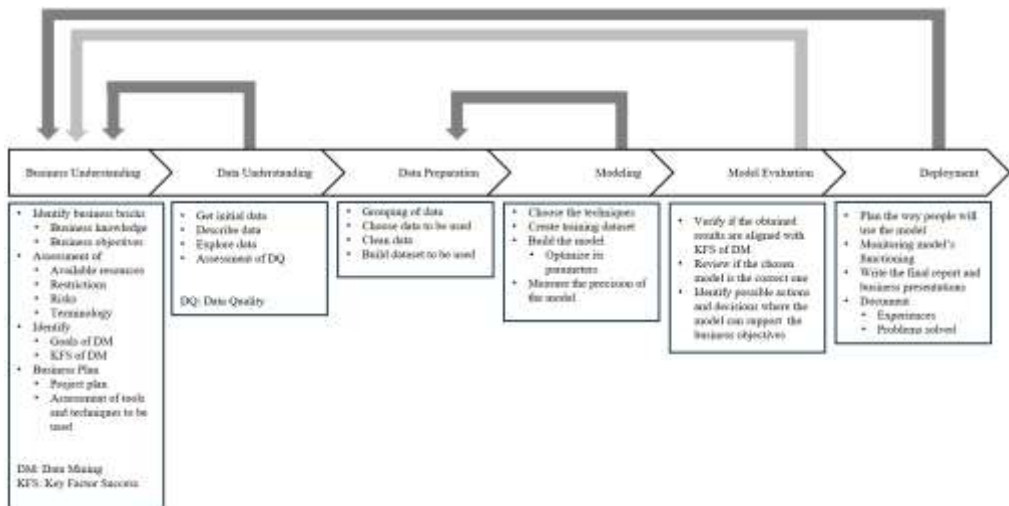 Business Understanding
Data Understanding
Data Preparation
Modeling
Model Evaluation
Deployment
• Identify business bricks
• Business knowledge
• Business objectives
• Assessment of
• Available resources
• Restrictions
• Risks
• Terminology
• Identify
• Goals of DM
• KFS of DM
• Business Plan
• Project plan
• Assessment of tools
and techniques to be
used
DM: Data Mining
KFS: Key Factor Success
• Get initial data
• Describe data
• Explore data
• Assessment of DQ
DQ: Data Quality
• Grouping of data
• Choose data to be used
• Clean data
• Build dataset to be used
• Choose the techniques
• Create training dataset
• Build the model
• Optimize its
parameters
• Measure the precision of
the model
• Verify if the obtained
results are aligned with
KFS of DM
• Review if the chosen
model is the correct one
• Identify possible actions
and decisions where the
model can support the
business objectives
• Plan the way people will
use the model
• Monitoring model's
functioning
• Write the final report and
business presentations
• Document
• Experiences
• Problems solved